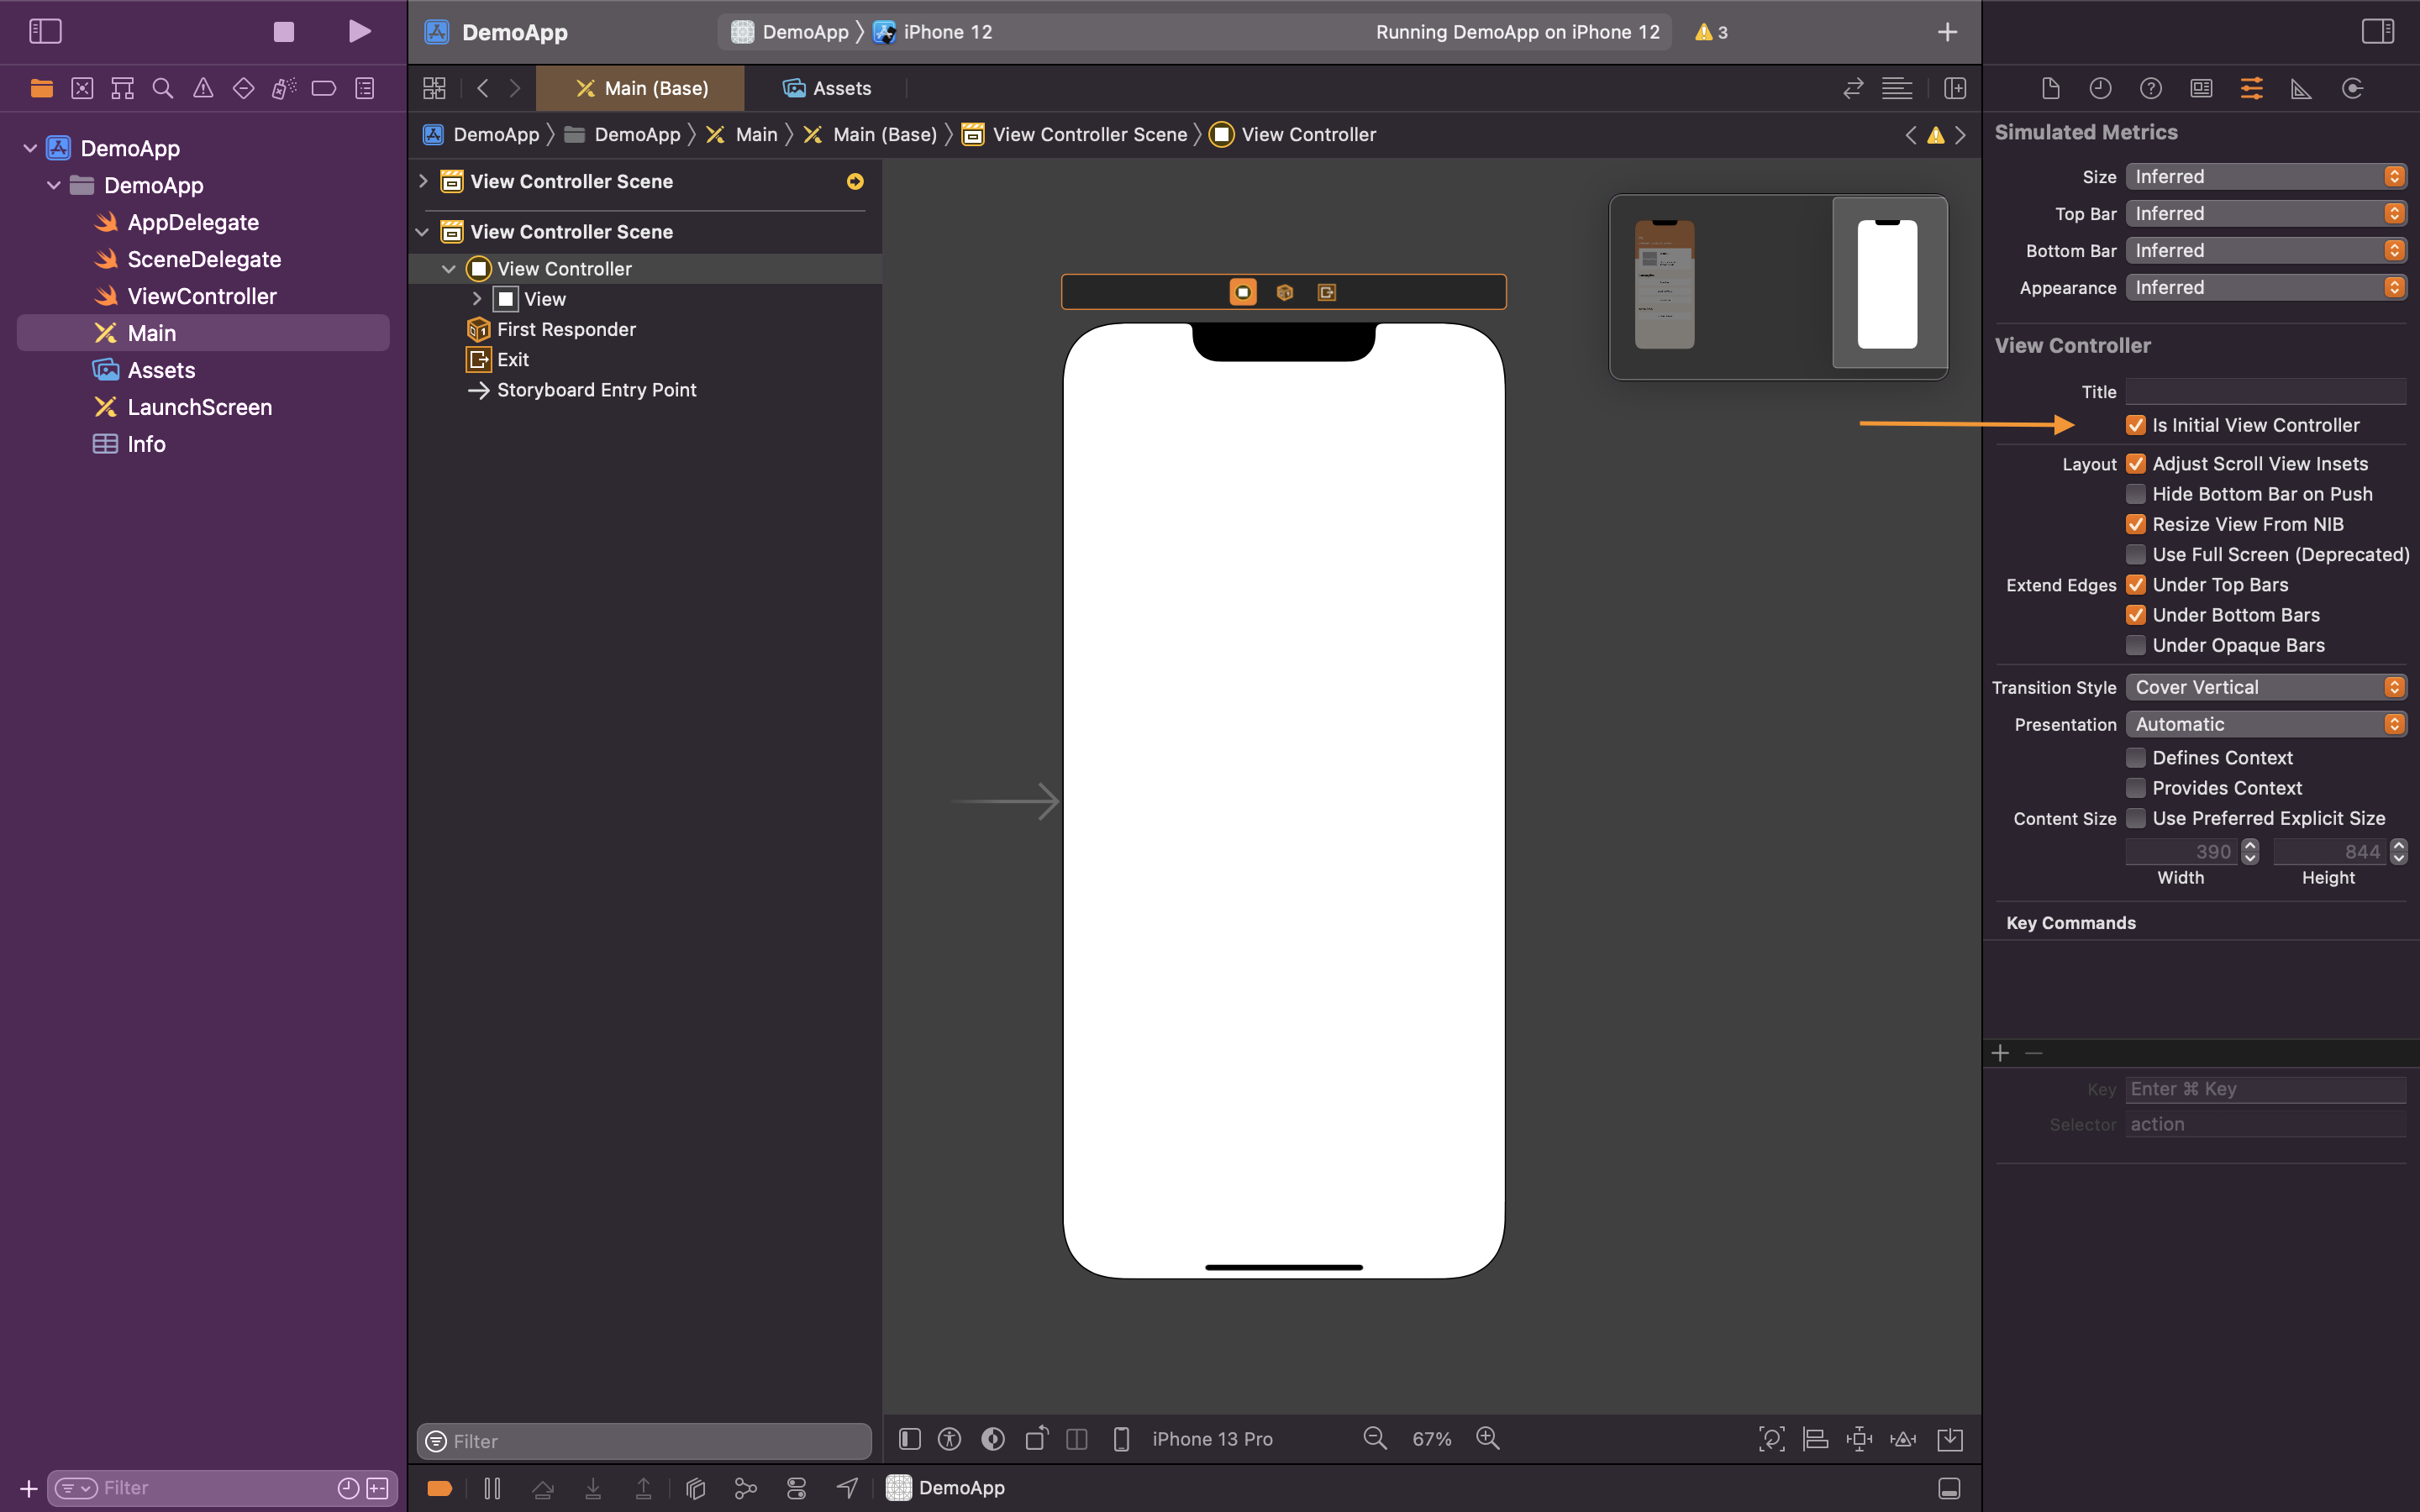 DemoApp
DemoApp
AppDelegate
SceneDelegate
ViewController
Main
Assets
LaunchScreen
Info
Filter
DemoApp
DemoApp 〉 iPhone 12
Running DemoApp on iPhone 12
3
Main (Base)
Assets
DemoApp 〉 DemoApp 〉 Main 〉 Main (Base) 〉 View Controller Scene 〉 View Controller
View Controller Scene
View Controller Scene
View Controller
View
First Responder
Exit
Storyboard Entry Point
Filter
iPhone 13 Pro
67%
DemoApp
Simulated Metrics
Size Inferred
Top Bar Inferred
Bottom Bar Inferred
Appearance Inferred
View Controller
Title
Is Initial View Controller
Layout Adjust Scroll View Insets
Hide Bottom Bar on Push
Resize View From NIB
Use Full Screen (Deprecated)
Extend Edges Under Top Bars
Under Bottom Bars
Under Opaque Bars
Transition Style Cover Vertical
Presentation Automatic
Defines Context
Provides Context
Content Size Use Preferred Explicit Size
390 844
Width Height
Key Commands
Key Enter ⌘ Key
Selector action